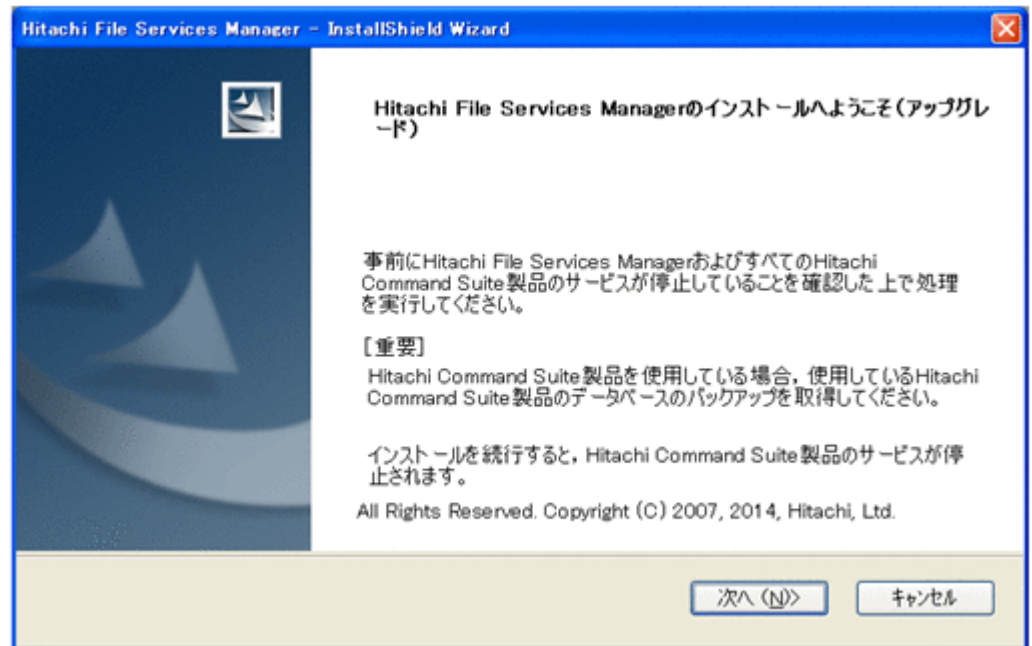 Hitachi File Services Manager - InstallShield Wizard
Hitachi File Services Managerのインストールへようこそ(アップグレ
ード)
事前にHitachi File Services ManagerおよびすべてのHitachi
Command Suite製品のサービスが停止していることを確認した上で処理
を実行してください。
[重要]
Hitachi Command Suite製品を使用している場合，使用しているHitachi
Command Suite製品のデータベースのバックアップを取得してください。
インストールを続行すると，Hitachi Command Suite製品のサービスが停
止されます。
All Rights Reserved. Copyright (C) 2007, 2014, Hitachi, Ltd.
次へ (N)>
キャンセル